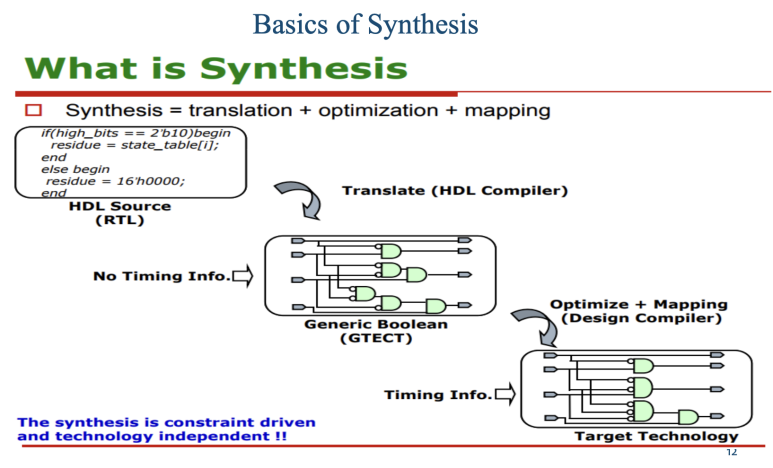 Basics of Synthesis
What is Synthesis
Synthesis = translation + optimization + mapping
if(high_bits == 2'b10)begin
residue = state_table[i];
end
else begin
residue = 16'h0000;
end
HDL Source
(RTL)
Translate (HDL Compiler)
No Timing Info.
Generic Boolean
(GTECT)
Optimize + Mapping
(Design Compiler)
Timing Info.
Target Technology
The synthesis is constraint driven
and technology independent !!
12